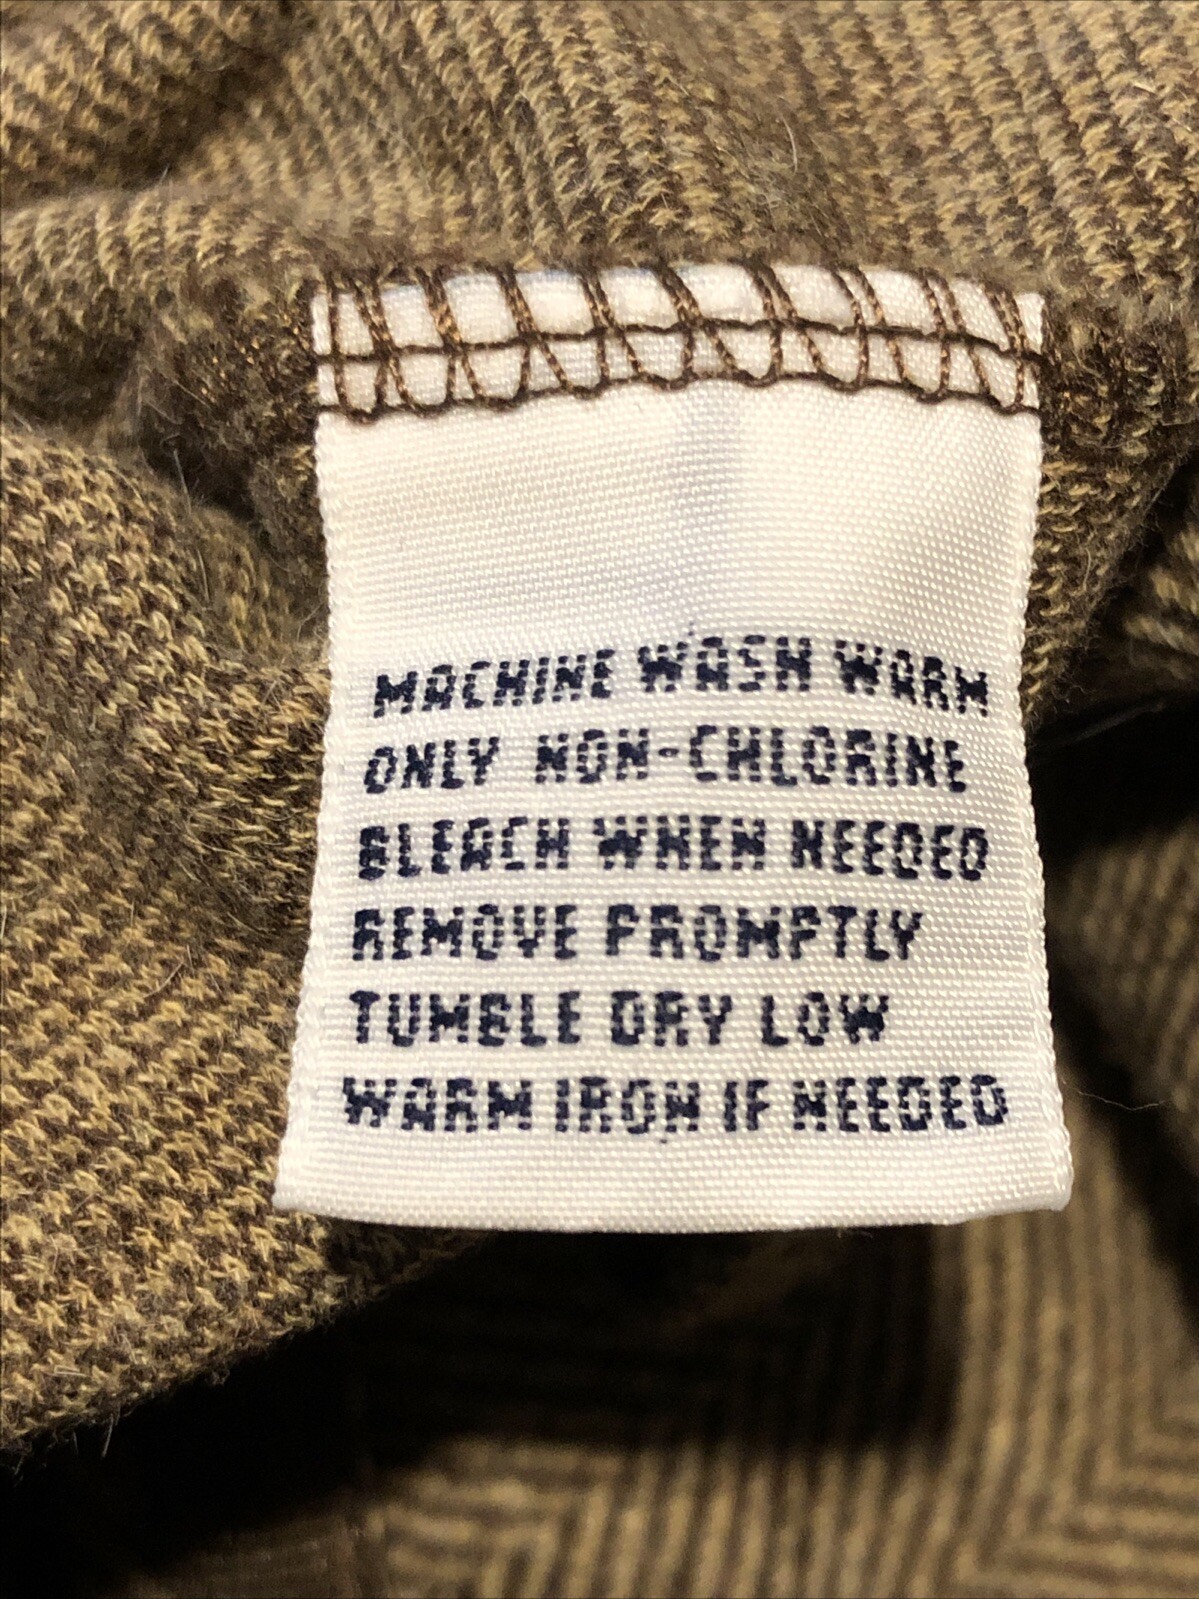 MACHINE WASH WARM
ONLY NON-CHLORINE
BLEACH WHEN NEEDED
REMOVE PROMPTLY
TUMBLE DRY LOW
WARM IRON IF NEEDED